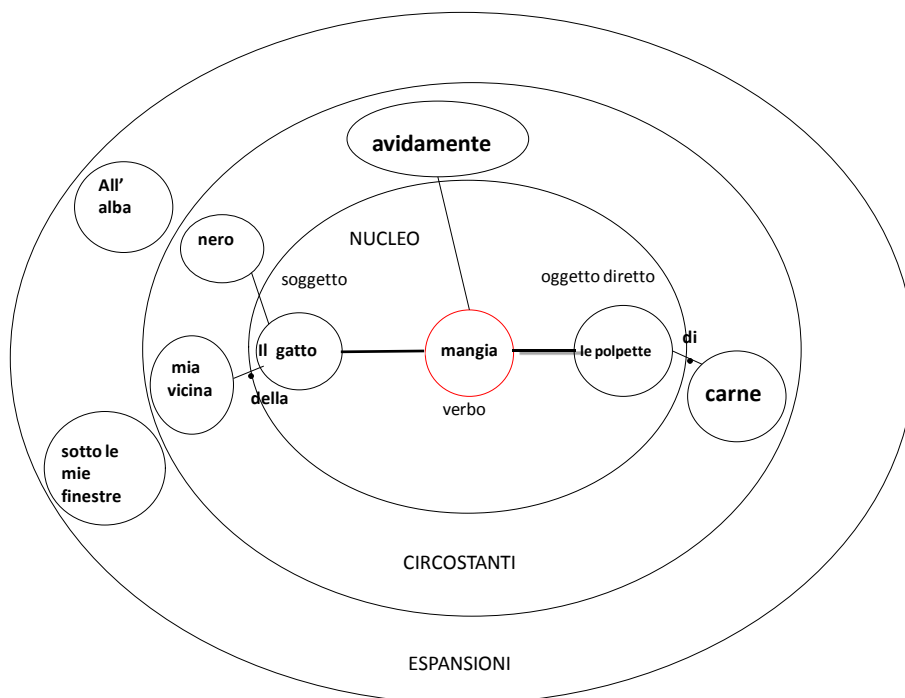 avidamente
All'
alba
nero
NUCLEO
soggetto
oggetto diretto
Il gatto
mangia
le polpette
di
mia
vicina
della
carne
verbo
sotto le
mie
finestre
CIRCOSTANTI
ESPANSIONI